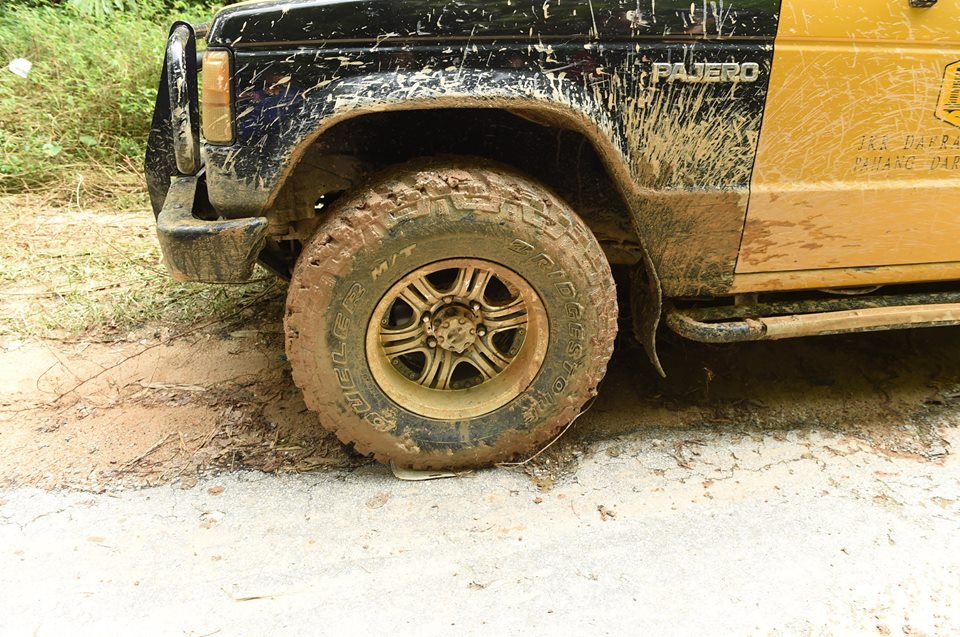 PAJERO
JKK DAERA
PAHANG DAR
BRIDGESTONE
DUELER
M/T